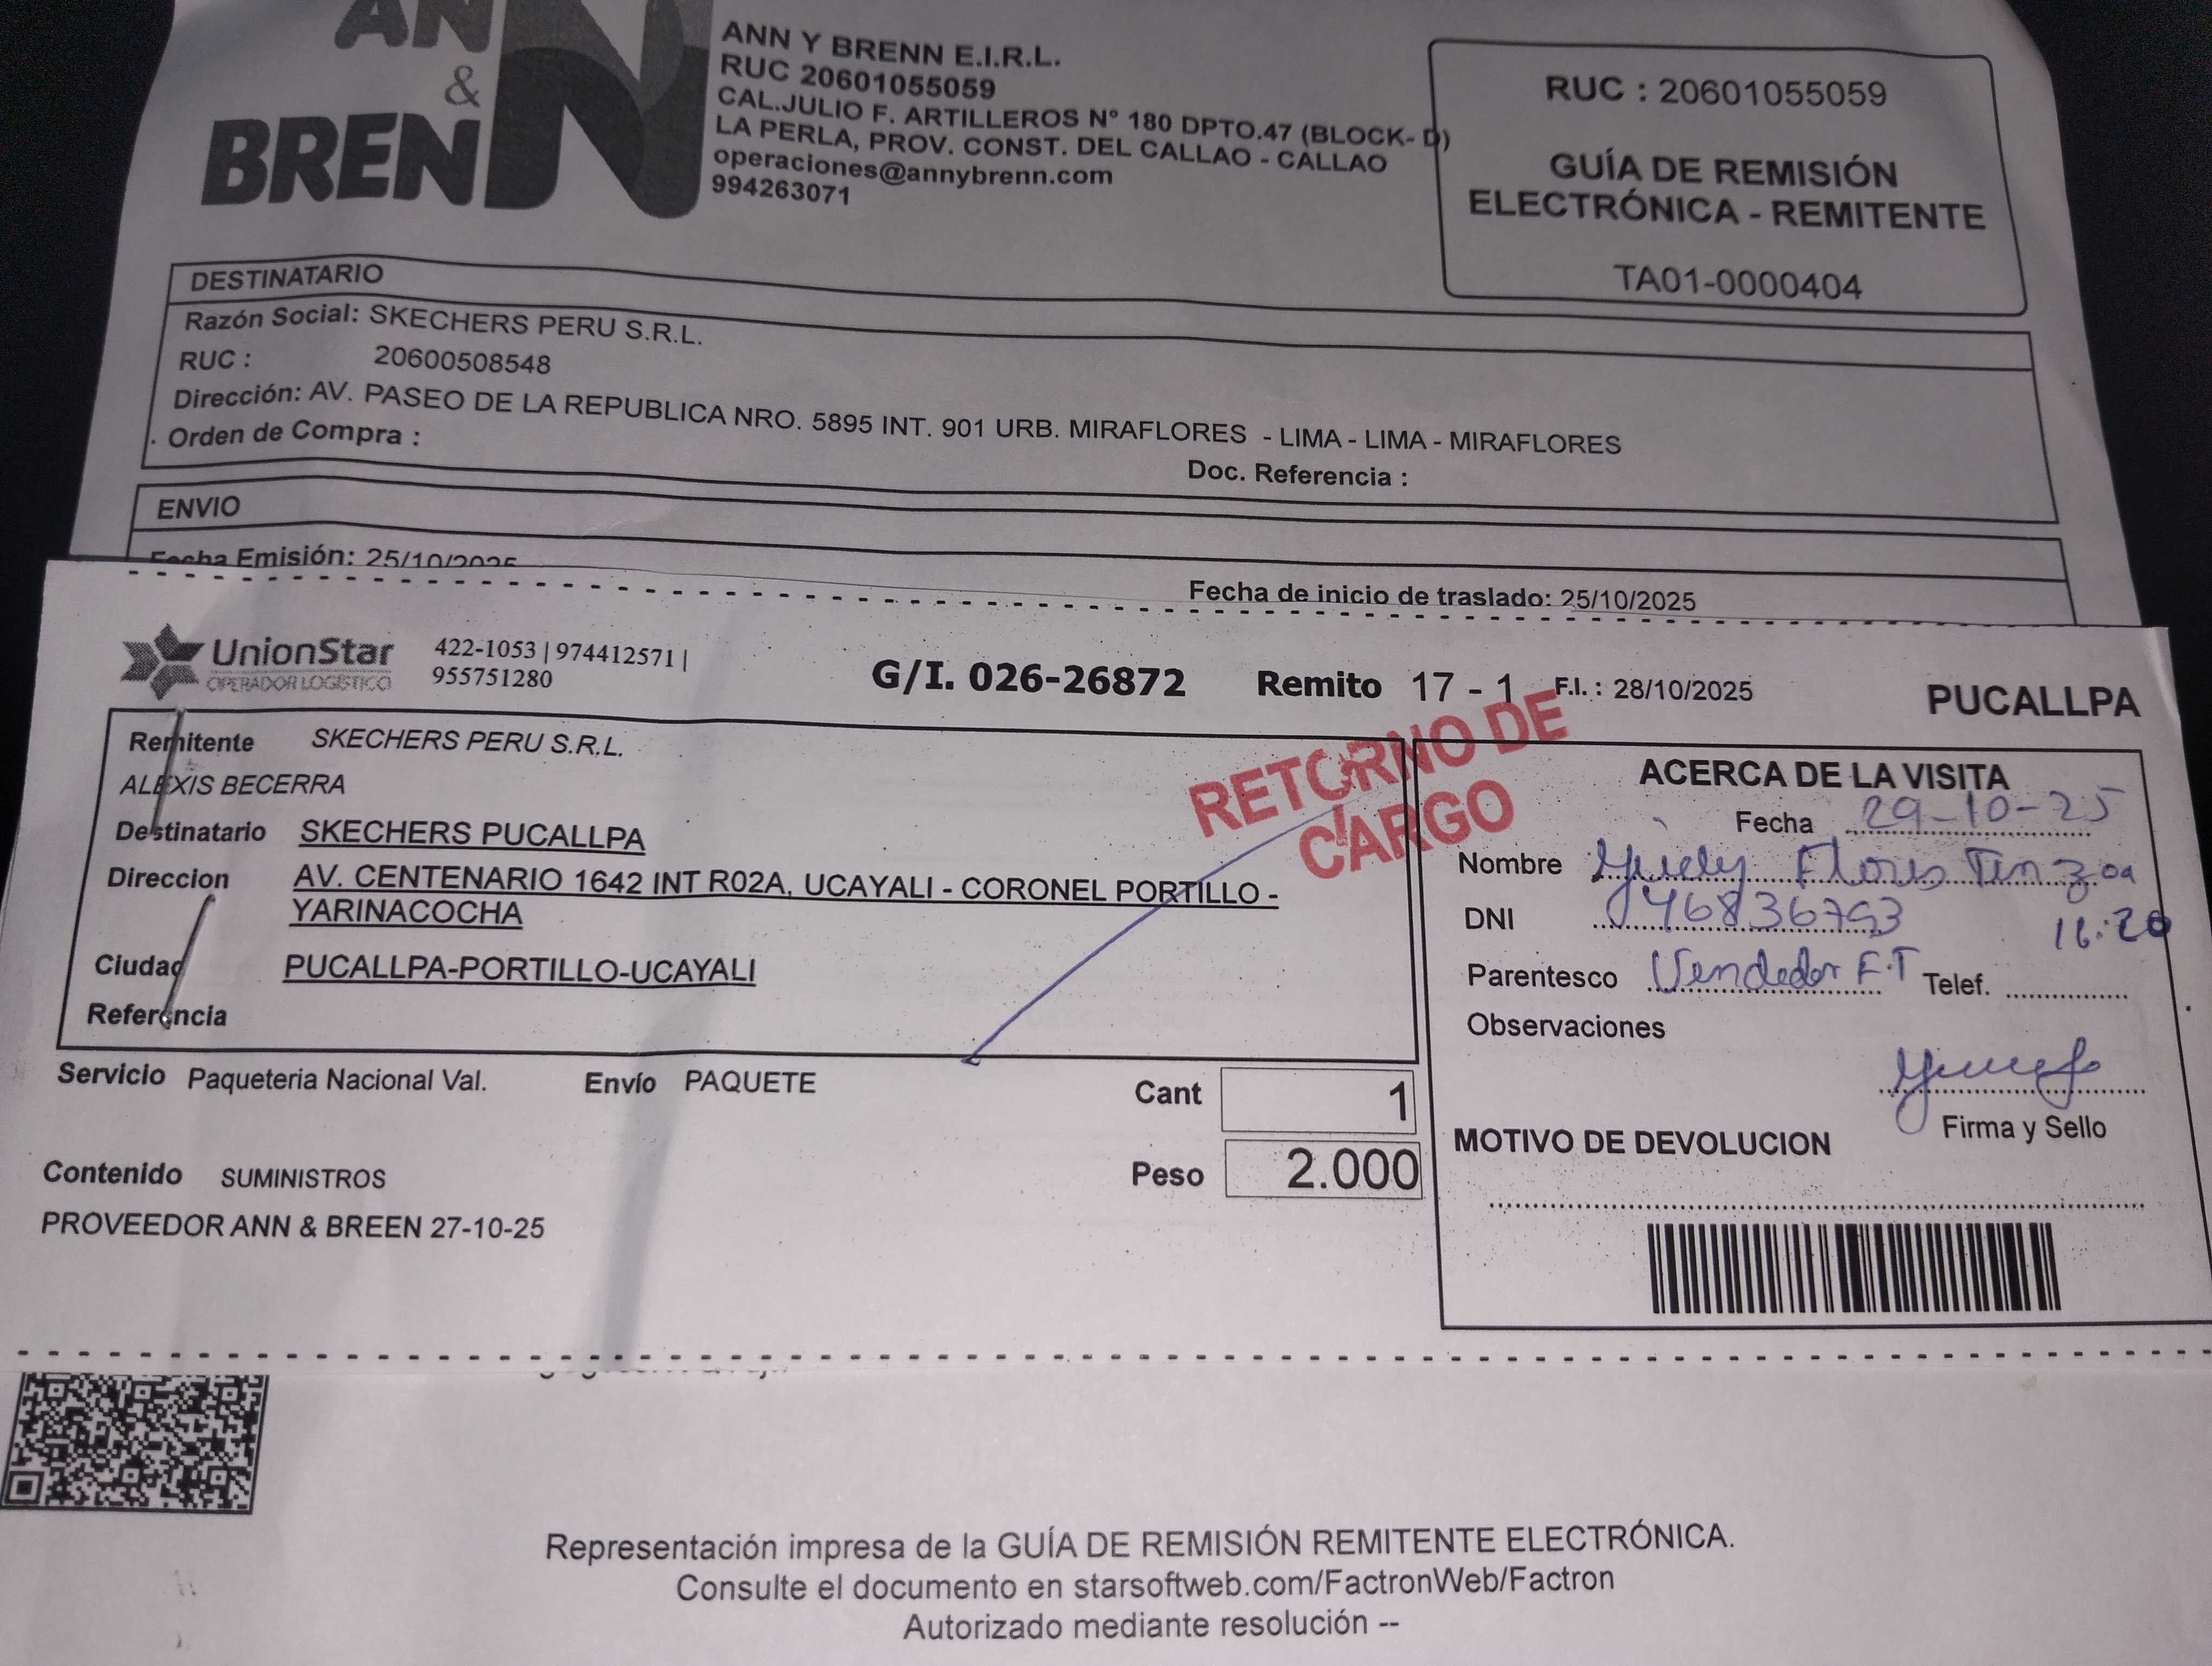 ANN
&
BRENN
ANN Y BRENN E.I.R.L.
RUC 20601055059
CAL.JULIO F. ARTILLEROS N° 180 DPTO.47 (BLOCK- D)
LA PERLA, PROV. CONST. DEL CALLAO - CALLAO
operaciones@annybrenn.com
994263071
RUC : 20601055059
GUÍA DE REMISIÓN
ELECTRÓNICA - REMITENTE
TA01-0000404
DESTINATARIO
Razón Social: SKECHERS PERU S.R.L.
RUC : 20600508548
Dirección: AV. PASEO DE LA REPUBLICA NRO. 5895 INT. 901 URB. MIRAFLORES - LIMA - LIMA - MIRAFLORES
Orden de Compra :
Doc. Referencia :
ENVIO
Fecha Emisión: 25/10/2025
Fecha de inicio de traslado: 25/10/2025
UnionStar
OPERADOR LOGISTICO
422-1053 | 974412571 |
955751280
G/I. 026-26872 Remito 17 - 1 F.I.: 28/10/2025 PUCALLPA
RETORNO DE
CARGO
Remitente SKECHERS PERU S.R.L.
ALEXIS BECERRA
Destinatario SKECHERS PUCALLPA
Direccion AV. CENTENARIO 1642 INT R02A, UCAYALI - CORONEL PORTILLO -
YARINACOCHA
Ciudad PUCALLPA-PORTILLO-UCAYALI
Referencia
Servicio Paqueteria Nacional Val. Envío PAQUETE
Cant 1
Peso 2.000
Contenido SUMINISTROS
PROVEEDOR ANN & BREEN 27-10-25
ACERCA DE LA VISITA
Fecha 29-10-25
Nombre Flores
DNI 46836793
16:20
Parentesco Vendedor F.T Telef.
Observaciones
Firma y Sello
MOTIVO DE DEVOLUCION
Representación impresa de la GUÍA DE REMISIÓN REMITENTE ELECTRÓNICA.
Consulte el documento en starsoftweb.com/FactronWeb/Factron
Autorizado mediante resolución --